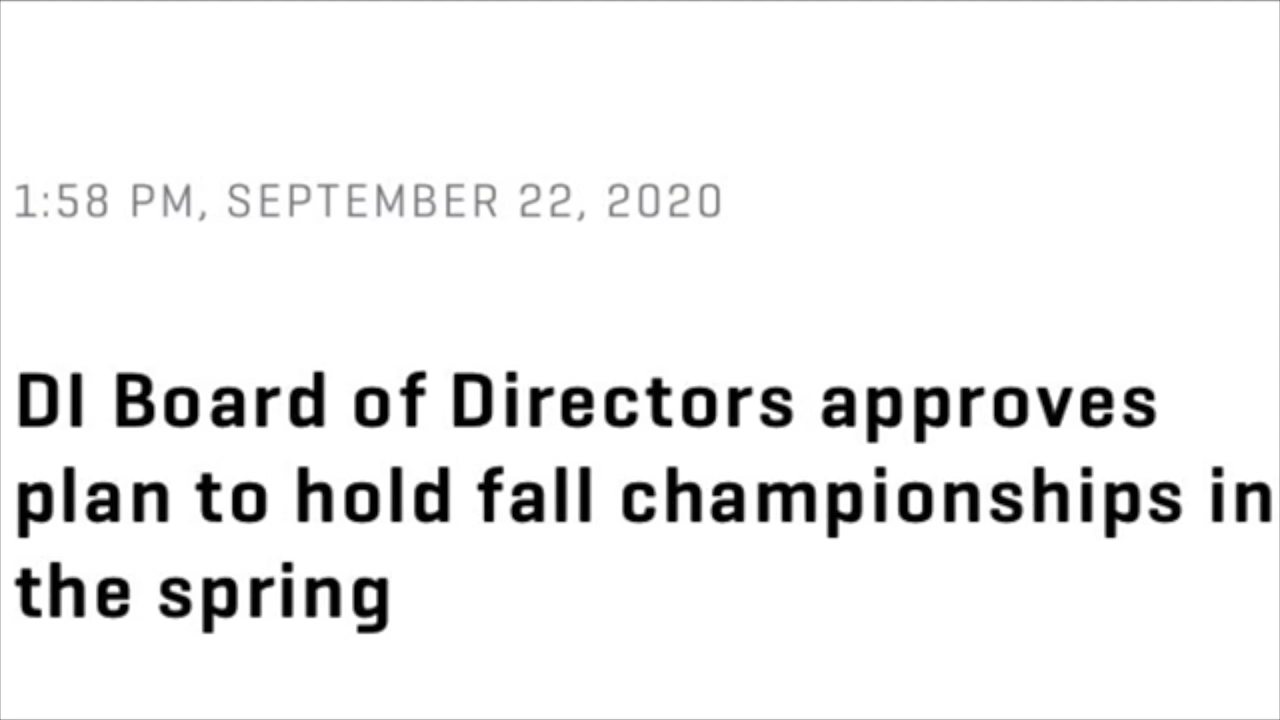 1:58 PM, SEPTEMBER 22, 2020
DI Board of Directors approves
plan to hold fall championships in
the spring